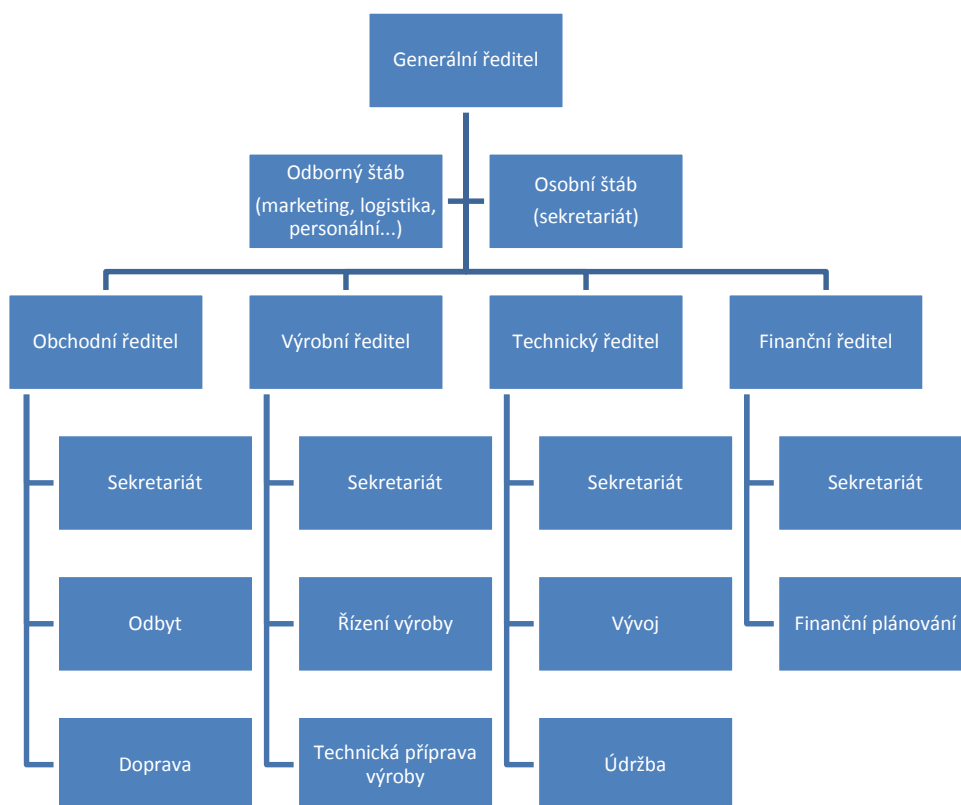 Generální ředitel
Odborný štáb
(marketing, logistika,
personální...)
Osobní štáb
(sekretariát)
Obchodní ředitel
Výrobní ředitel
Technický ředitel
Finanční ředitel
Sekretariát
Sekretariát
Sekretariát
Sekretariát
Odbyt
Řízení výroby
Vývoj
Finanční plánování
Doprava
Technická příprava
výroby
Údržba